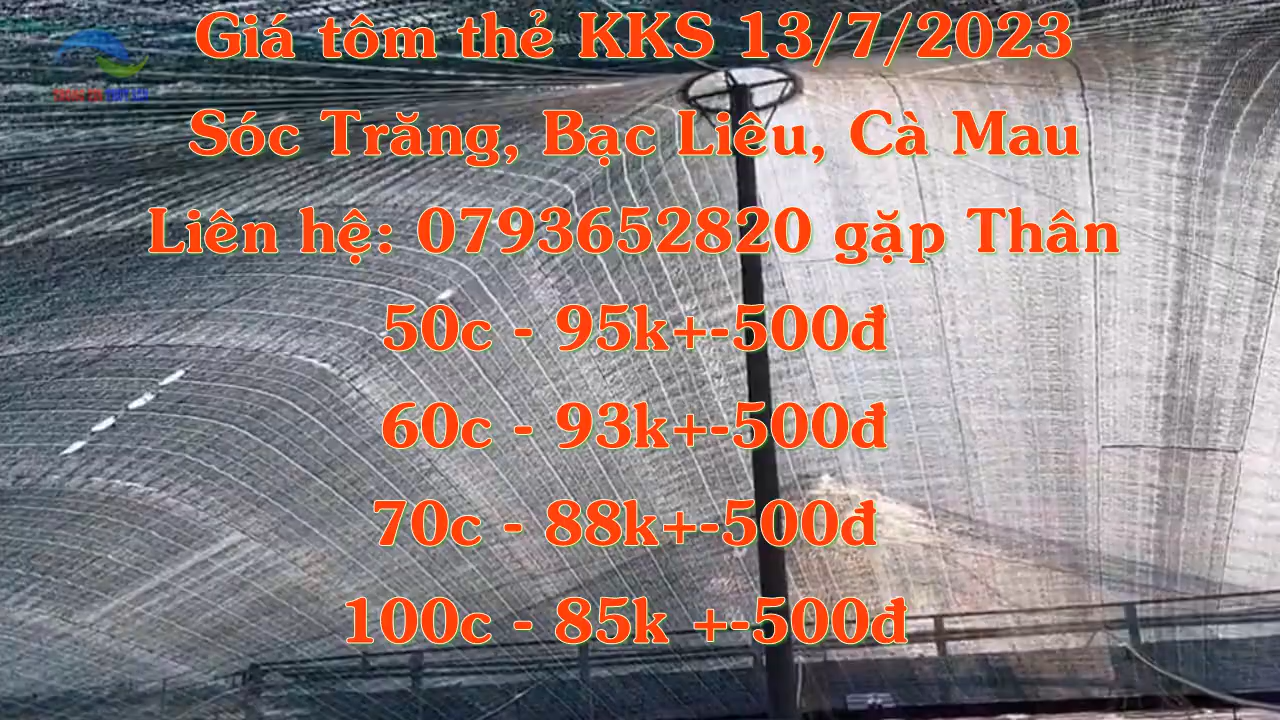 Giá tôm thẻ KKS 13/7/2023
Sóc Trăng, Bạc Liêu, Cà Mau
Liên hệ: 0793652820 gặp Thân
50c - 95k+-500đ
60c - 93k+-500đ
70c - 88k+-500đ
100c - 85k +-500đ